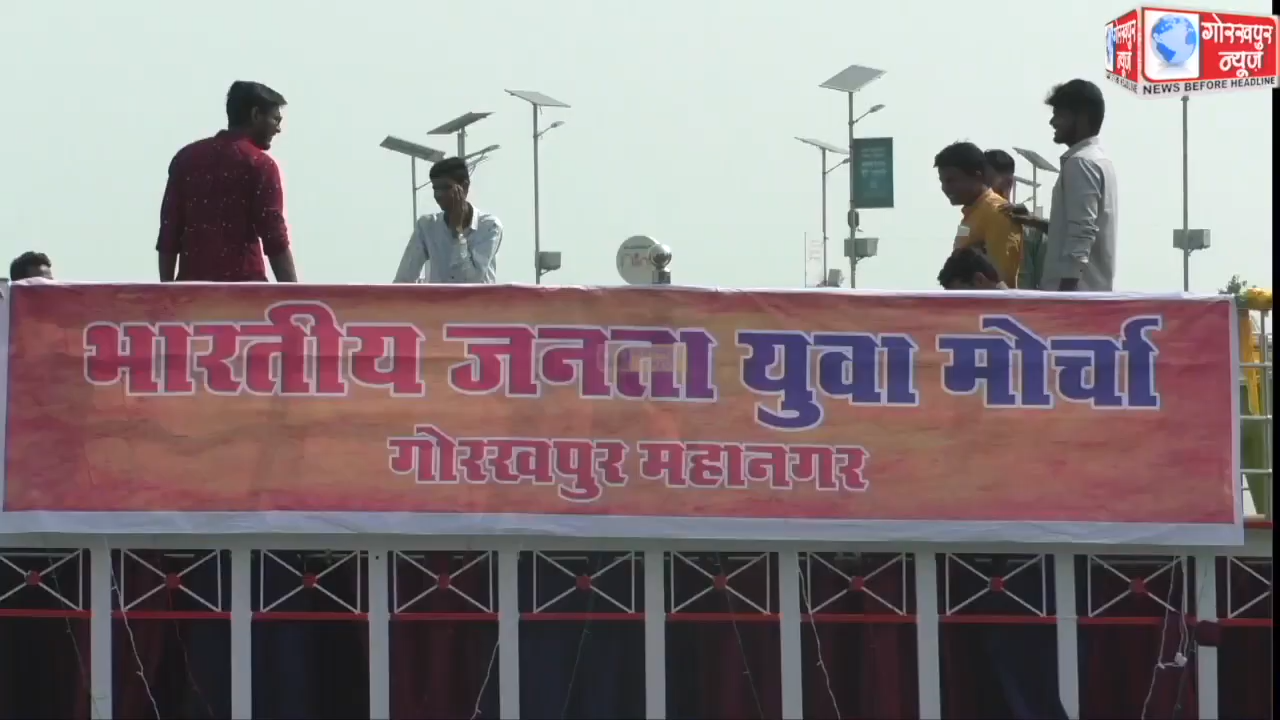 गोरखपुर
न्यूज़
NEWS BEFORE HEADLINE
भारतीय जनता युवा मोर्चा
गोरखपुर महानगर